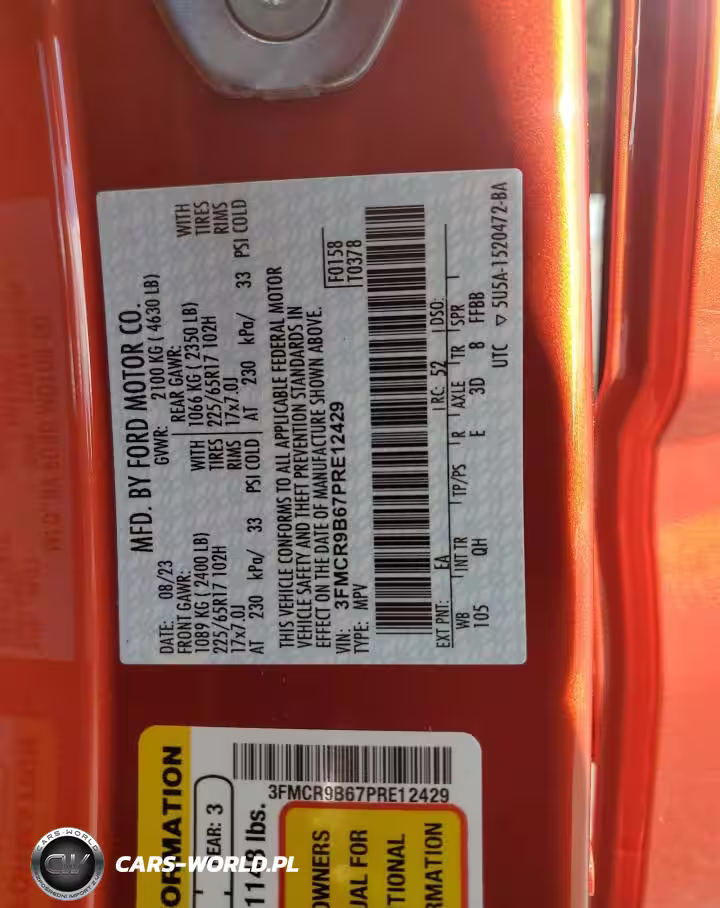 MFD. BY FORD MOTOR CO.
DATE: 08/23
GVWR: 2100 KG ( 4630 LB)
FRONT GAWR:
1089 KG ( 2400 LB)
WITH
225/65R17 102H
TIRES
17x7.0J
RIMS
AT 230 kPa/ 33 PSI COLD
REAR GAWR:
1066 KG ( 2350 LB)
WITH
225/65R17 102H
TIRES
17x7.0J
RIMS
AT 230 kPa/ 33 PSI COLD
THIS VEHICLE CONFORMS TO ALL APPLICABLE FEDERAL MOTOR
VEHICLE SAFETY AND THEFT PREVENTION STANDARDS IN
EFFECT ON THE DATE OF MANUFACTURE SHOWN ABOVE.
VIN: 3FMCR9B67PRE12429
TYPE: MPV
F0158
T0378
EXT PNT: EA RC: 52 DSO:
WB INT TR TP/PS R AXLE TR SPR
105 QH E 3D 8 FFBB
UTC ▽ 5U5A-1520472-BA
ORMATION
EAR: 3
lbs.
3FMCR9B67PRE12429
OWNERS
UAL FOR
TIONAL
RMATION
CARS-WORLD
CW
CARS-WORLD.PL